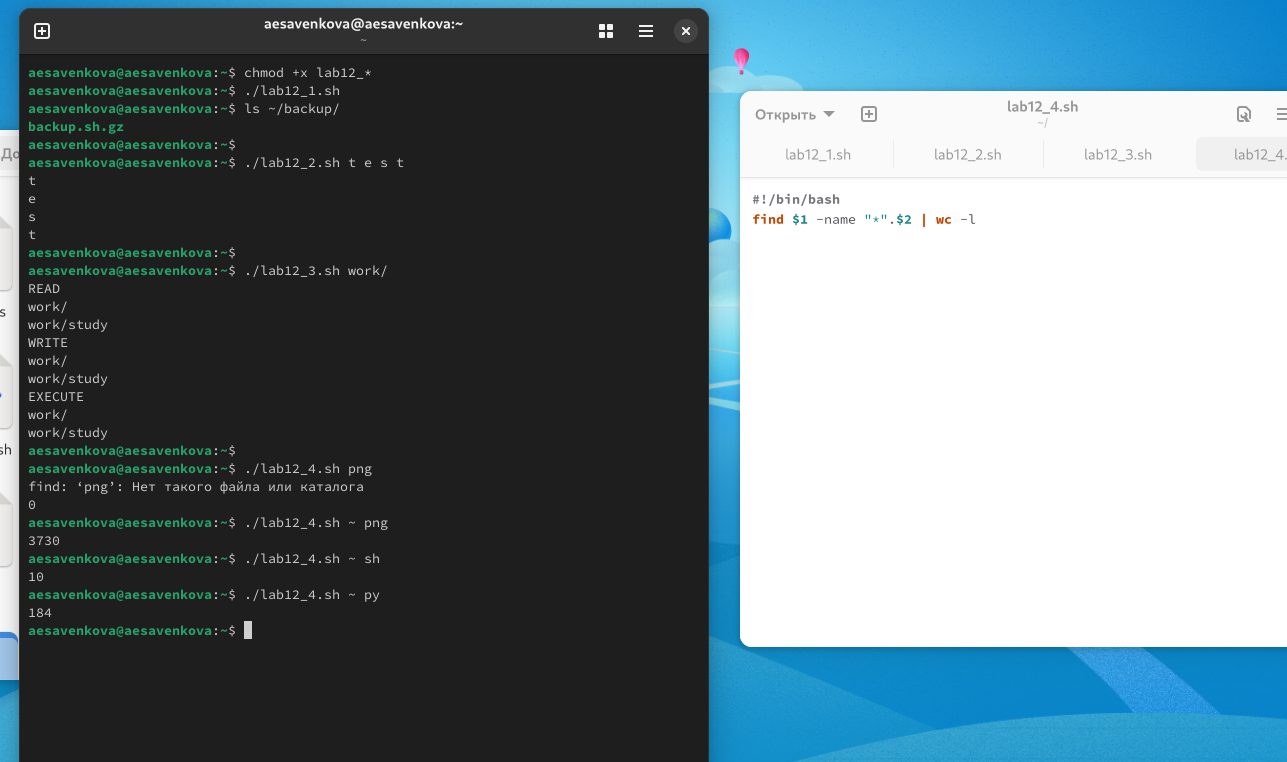 aesavenkova@aesavenkova:~
~
aesavenkova@aesavenkova:~$ chmod +x lab12_*
aesavenkova@aesavenkova:~$ ./lab12_1.sh
aesavenkova@aesavenkova:~$ ls ~/backup/
backup.sh.gz
aesavenkova@aesavenkova:~$
aesavenkova@aesavenkova:~$ ./lab12_2.sh t e s t
t
e
s
t
aesavenkova@aesavenkova:~$
aesavenkova@aesavenkova:~$ ./lab12_3.sh work/
READ
work/
work/study
WRITE
work/
work/study
EXECUTE
work/
work/study
aesavenkova@aesavenkova:~$
aesavenkova@aesavenkova:~$ ./lab12_4.sh png
find: ‘png’: Нет такого файла или каталога
0
aesavenkova@aesavenkova:~$ ./lab12_4.sh ~ png
3730
aesavenkova@aesavenkova:~$ ./lab12_4.sh ~ sh
10
aesavenkova@aesavenkova:~$ ./lab12_4.sh ~ py
184
aesavenkova@aesavenkova:~$
Открыть
lab12_4.sh
~/
lab12_1.sh lab12_2.sh lab12_3.sh lab12_4.
#!/bin/bash
find $1 -name "*".$2 | wc -l